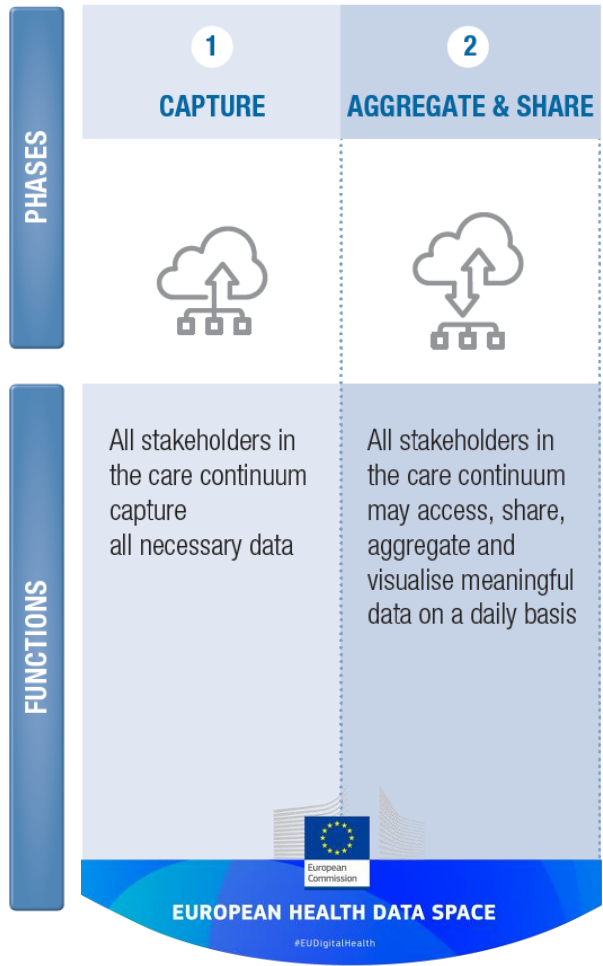 PHASES
1
CAPTURE
2
AGGREGATE & SHARE
FUNCTIONS
All stakeholders in
the care continuum
capture
all necessary data
All stakeholders in
the care continuum
may access, share,
aggregate and
visualise meaningful
data on a daily basis
European
Commission
EUROPEAN HEALTH DATA SPACE
#EUDigitalHealth